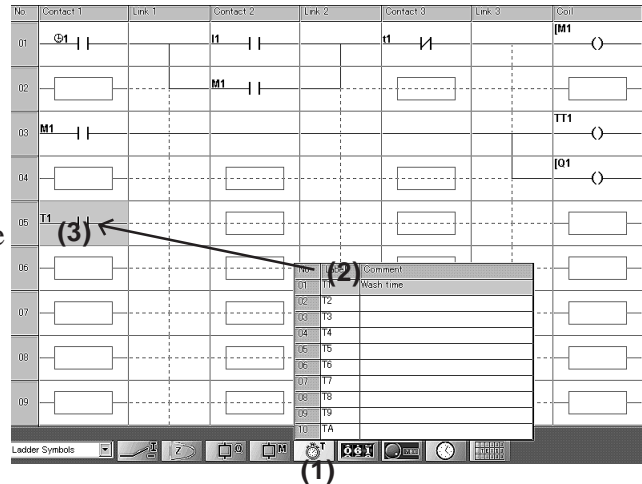 No Contact 1 Link 1 Contact 2 Link 2 Contact 3 Link 3 Coil
01 1 I1 t1 [M1
02 M1
03 M1 TT1
04 [Q1
05 T1 (3)
e
06
07
08
09
(2)
No Label Comment
01 T1 Wash time
02 T2
03 T3
04 T4
05 T5
06 T6
07 T7
08 T8
09 T9
10 TA
Ladder Symbols I Z Q M T
(1)